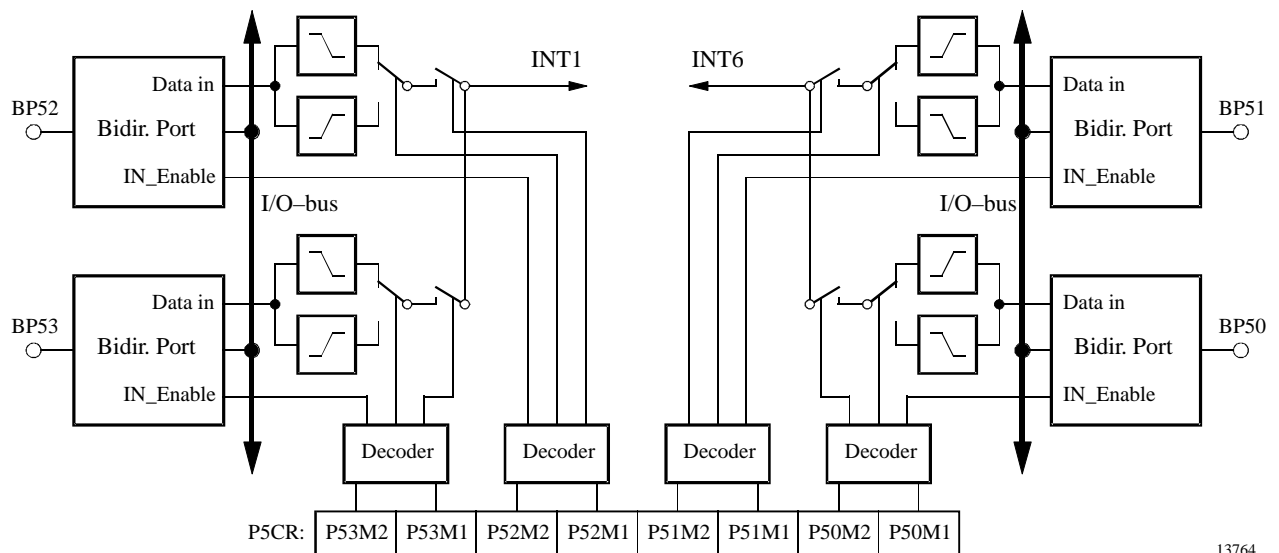 INT1
INT6
BP52
Data in
Bidir. Port
IN_Enable
I/O–bus
BP53
Data in
Bidir. Port
IN_Enable
BP51
Data in
Bidir. Port
IN_Enable
I/O–bus
BP50
Data in
Bidir. Port
IN_Enable
Decoder Decoder Decoder Decoder
P5CR: P53M2 P53M1 P52M2 P52M1 P51M2 P51M1 P50M2 P50M1
13764